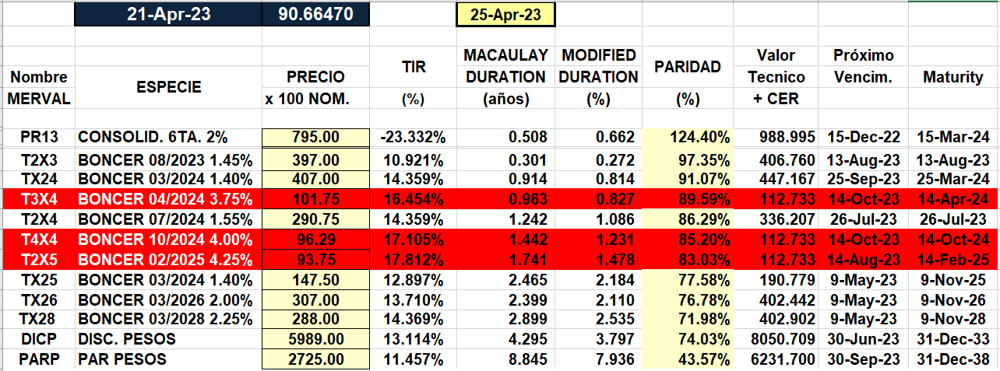 21-Apr-23 90.66470 25-Apr-23
MACAULAY MODIFIED Valor Próximo
TIR PARIDAD
Nombre PRECIO DURATION DURATION Tecnico Vencim. Maturity
ESPECIE
MERVAL x 100 NOM. (%) (años) (%) (%) + CER
PR13 CONSOLID. 6TA. 2% 795.00 -23.332% 0.508 0.662 124.40% 988.995 15-Dec-22 15-Mar-24
T2X3 BONCER 08/2023 1.45% 397.00 10.921% 0.301 0.272 97.35% 406.760 13-Aug-23 13-Aug-23
TX24 BONCER 03/2024 1.40% 407.00 14.359% 0.914 0.814 91.07% 447.167 25-Sep-23 25-Mar-24
T3X4 BONCER 04/2024 3.75% 101.75 16.454% 0.963 0.827 89.59% 112.733 14-Oct-23 14-Apr-24
T2X4 BONCER 07/2024 1.55% 290.75 14.359% 1.242 1.086 86.29% 336.207 26-Jul-23 26-Jul-23
T4X4 BONCER 10/2024 4.00% 96.29 17.105% 1.442 1.231 85.20% 112.733 14-Oct-23 14-Oct-24
T2X5 BONCER 02/2025 4.25% 93.75 17.812% 1.741 1.478 83.03% 112.733 14-Aug-23 14-Feb-25
TX25 BONCER 03/2024 1.40% 147.50 12.897% 2.465 2.184 77.58% 190.779 9-May-23 9-Nov-25
TX26 BONCER 03/2026 2.00% 307.00 13.710% 2.399 2.110 76.78% 402.442 9-May-23 9-Nov-26
TX28 BONCER 03/2028 2.25% 288.00 14.369% 2.899 2.535 71.98% 402.902 9-May-23 9-Nov-28
DICP DISC. PESOS 5989.00 13.114% 4.295 3.797 74.03% 8050.709 30-Jun-23 31-Dec-33
PARP PAR PESOS 2725.00 11.457% 8.845 7.936 43.57% 6231.700 30-Sep-23 31-Dec-38